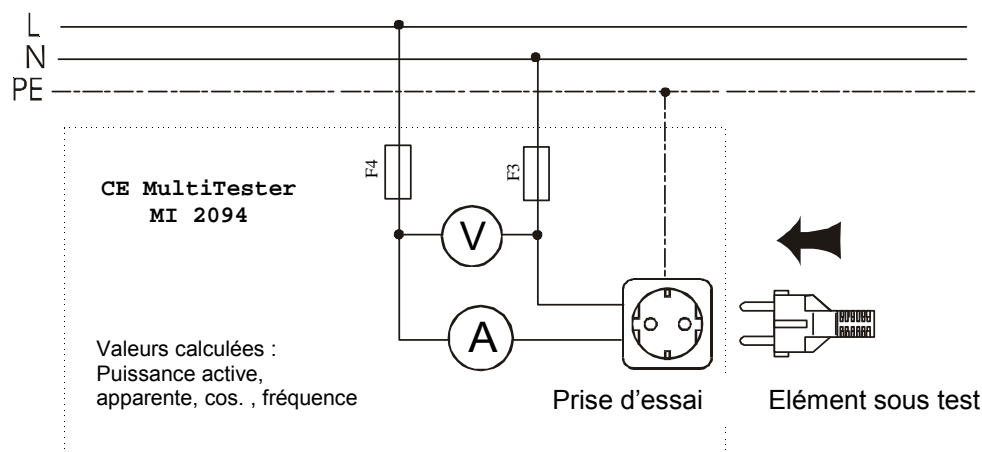 L
N
PE
F4
F3
CE MultiTester
MI 2094
V
A
Valeurs calculées :
Puissance active,
apparente, cos. , fréquence
Prise d’essai
Elément sous test